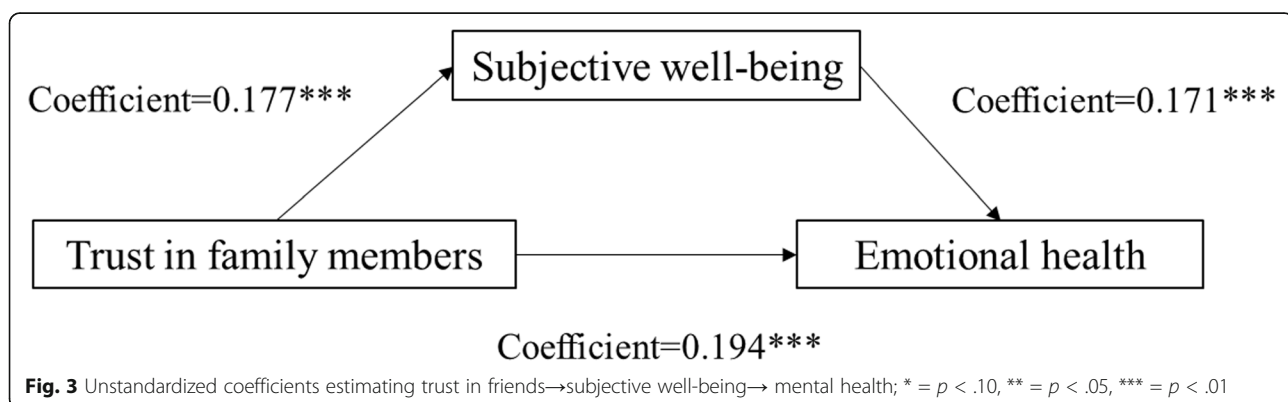 Subjective well-being
Coefficient=0.177***
Coefficient=0.171***
Trust in family members
Emotional health
Coefficient=0.194***
Fig. 3 Unstandardized coefficients estimating trust in friends→subjective well-being→ mental health; * = p < .10, ** = p < .05, *** = p < .01